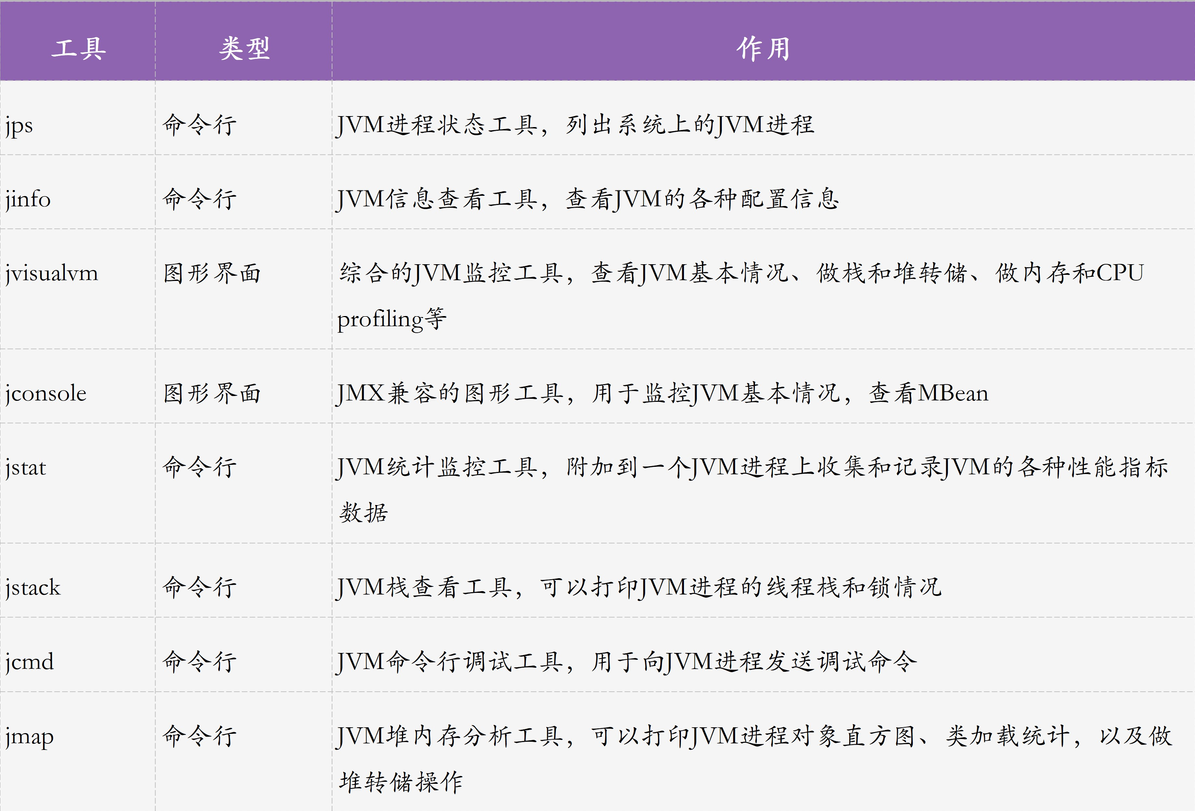 工具 类型 作用
jps 命令行 JVM进程状态工具，列出系统上的JVM进程
jinfo 命令行 JVM信息查看工具，查看JVM的各种配置信息
jvisualvm 图形界面 综合的JVM监控工具，查看JVM基本情况、做栈和堆转储、做内存和CPU
profiling等
jconsole 图形界面 JMX兼容的图形工具，用于监控JVM基本情况，查看MBean
jstat 命令行 JVM统计监控工具，附加到一个JVM进程上收集和记录JVM的各种性能指标
数据
jstack 命令行 JVM栈查看工具，可以打印JVM进程的线程栈和锁情况
jcmd 命令行 JVM命令行调试工具，用于向JVM进程发送调试命令
jmap 命令行 JVM堆内存分析工具，可以打印JVM进程对象直方图、类加载统计，以及做
堆转储操作